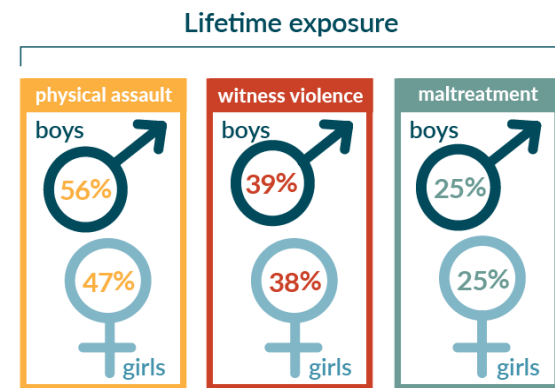 Lifetime exposure
physical assault
boys
56%
47%
girls
witness violence
boys
39%
38%
girls
maltreatment
boys
25%
25%
girls